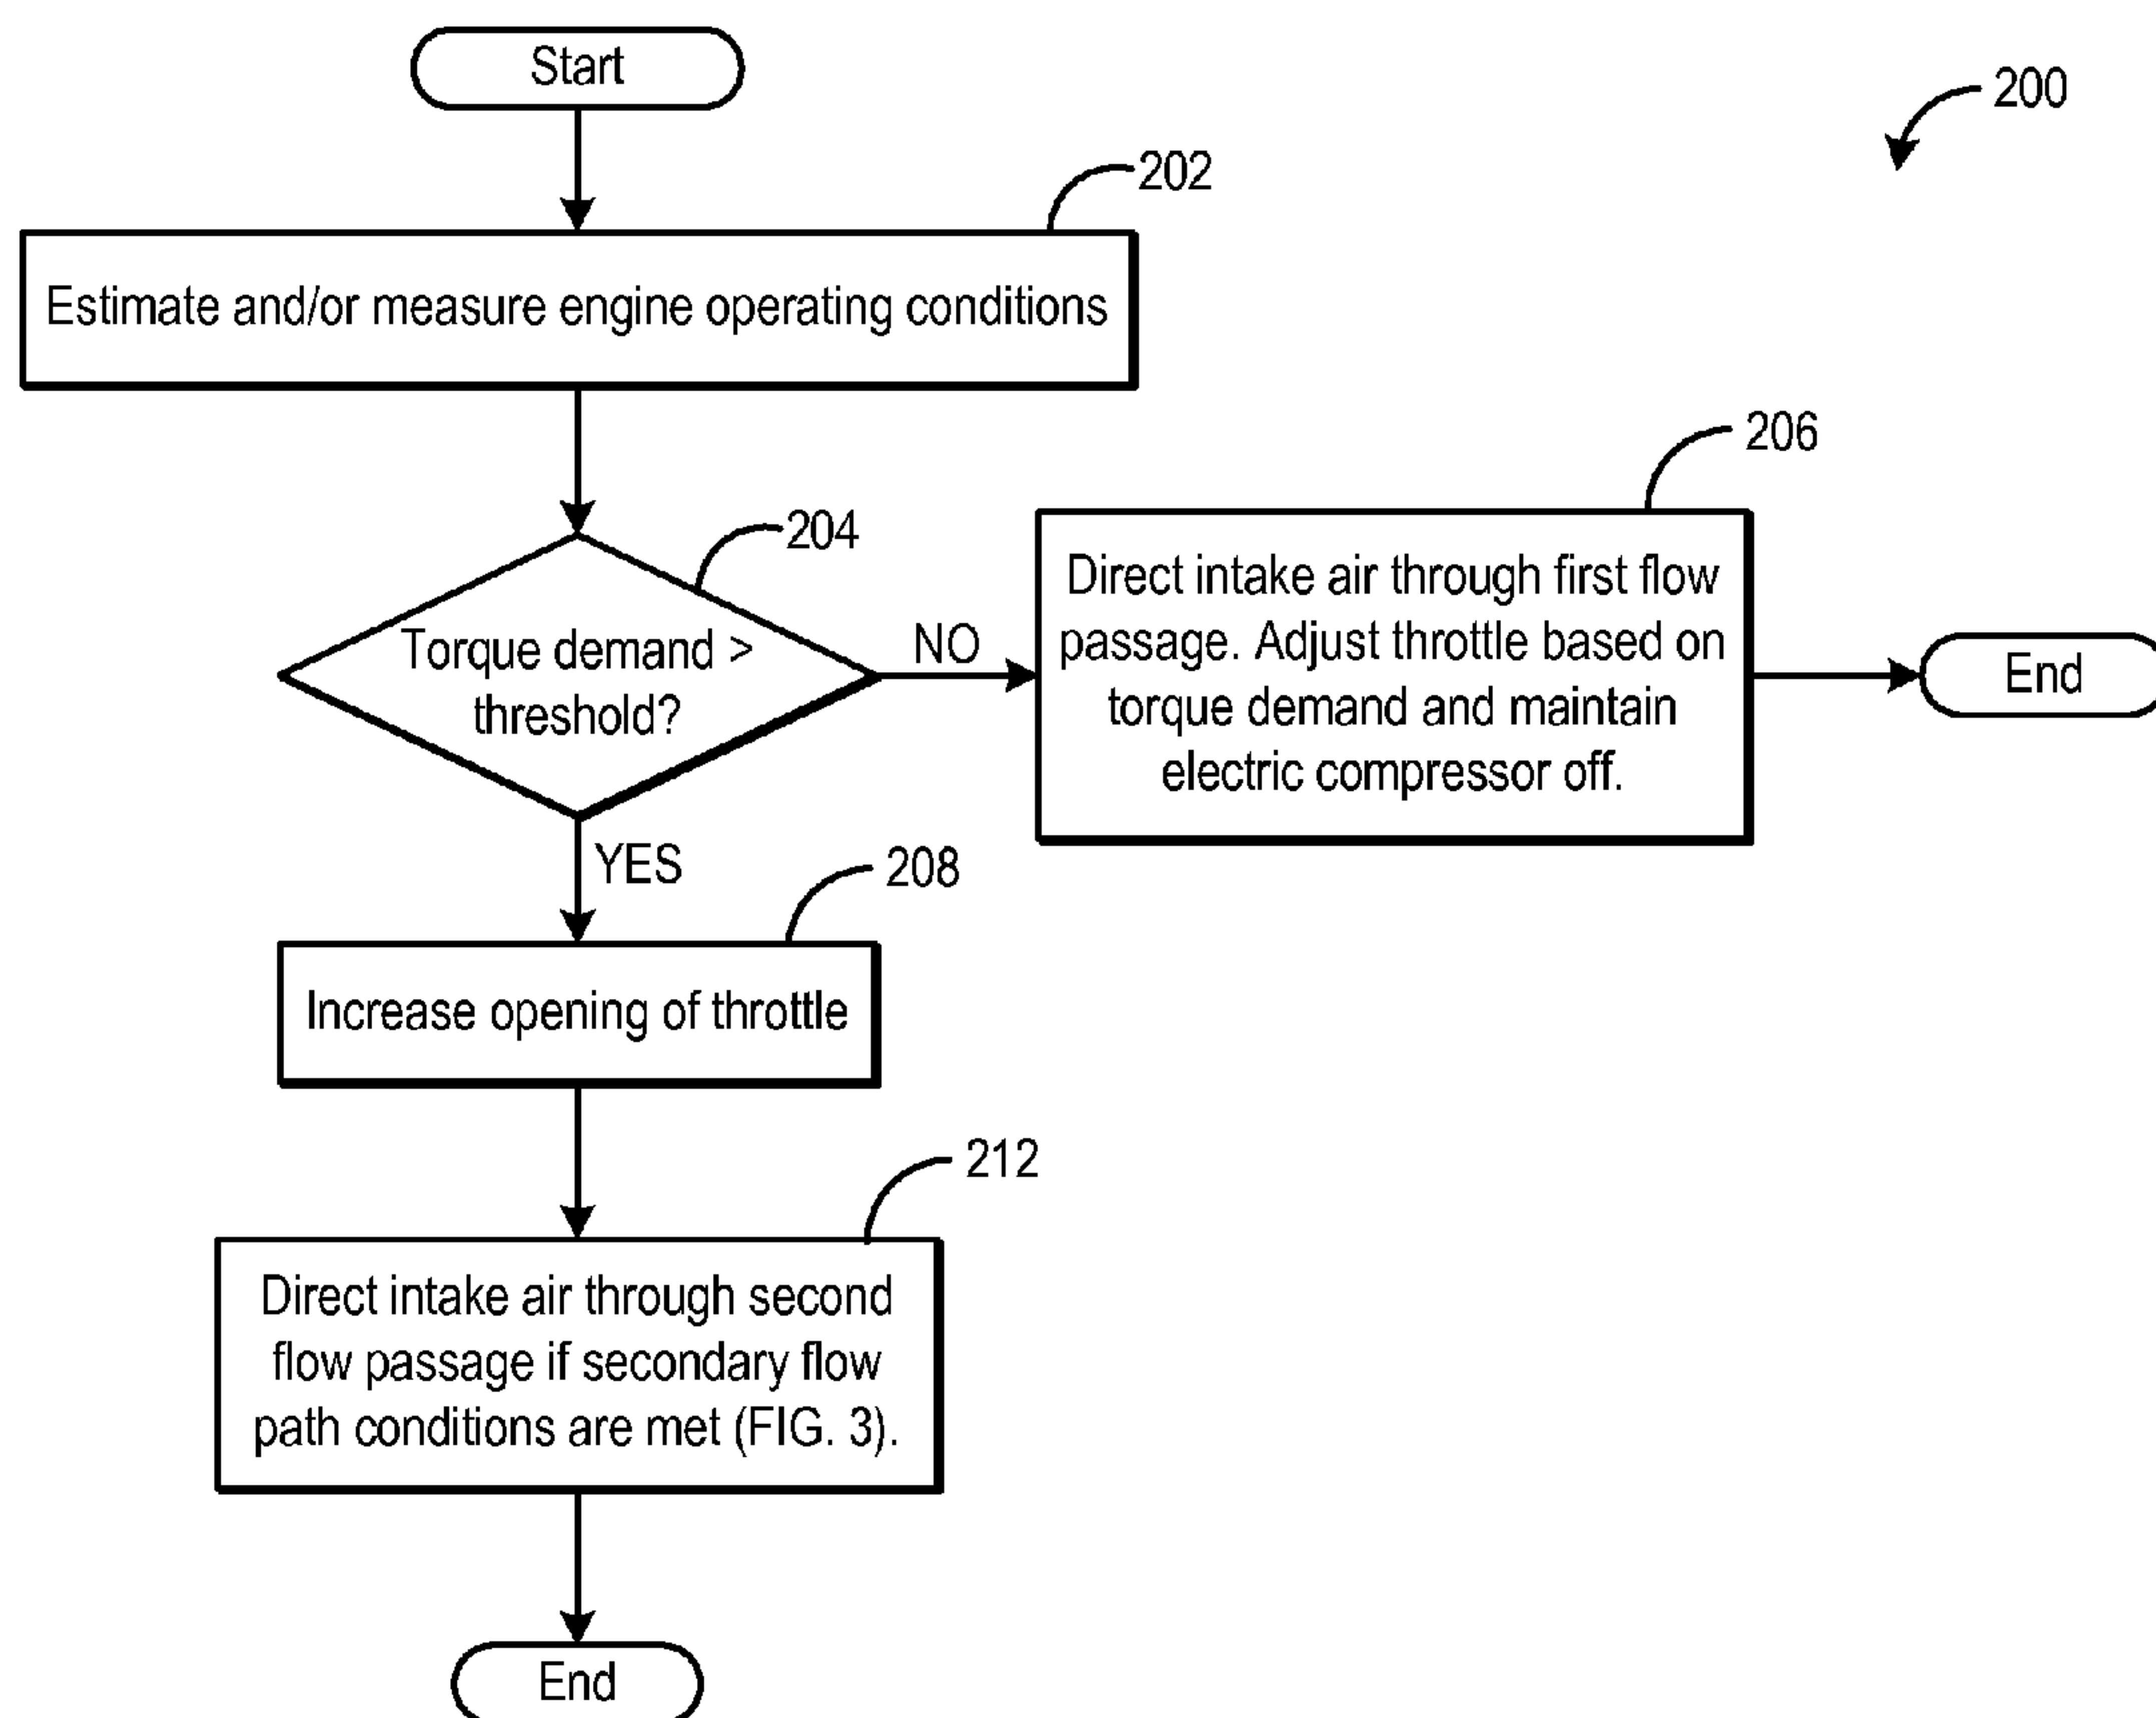 Start
200
202
Estimate and/or measure engine operating conditions
204
Torque demand >
threshold?
NO
206
Direct intake air through first flow
passage. Adjust throttle based on
torque demand and maintain
electric compressor off.
End
YES
208
Increase opening of throttle
212
Direct intake air through second
flow passage if secondary flow
path conditions are met (FIG. 3).
End